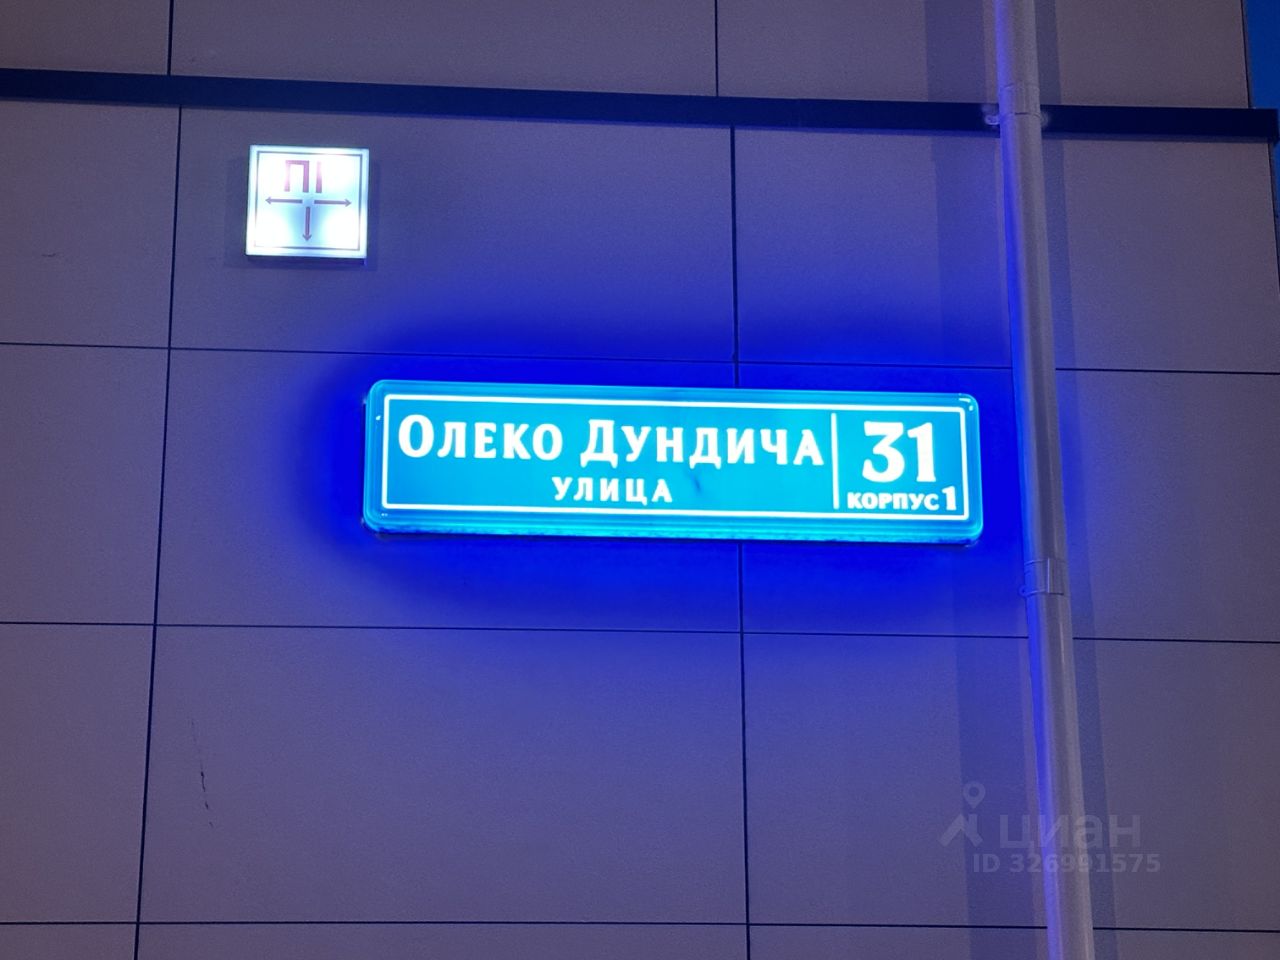 ПГ
ОЛЕКО ДУНДИЧА
УЛИЦА
31
КОРПУС 1
циан
ID 326991575